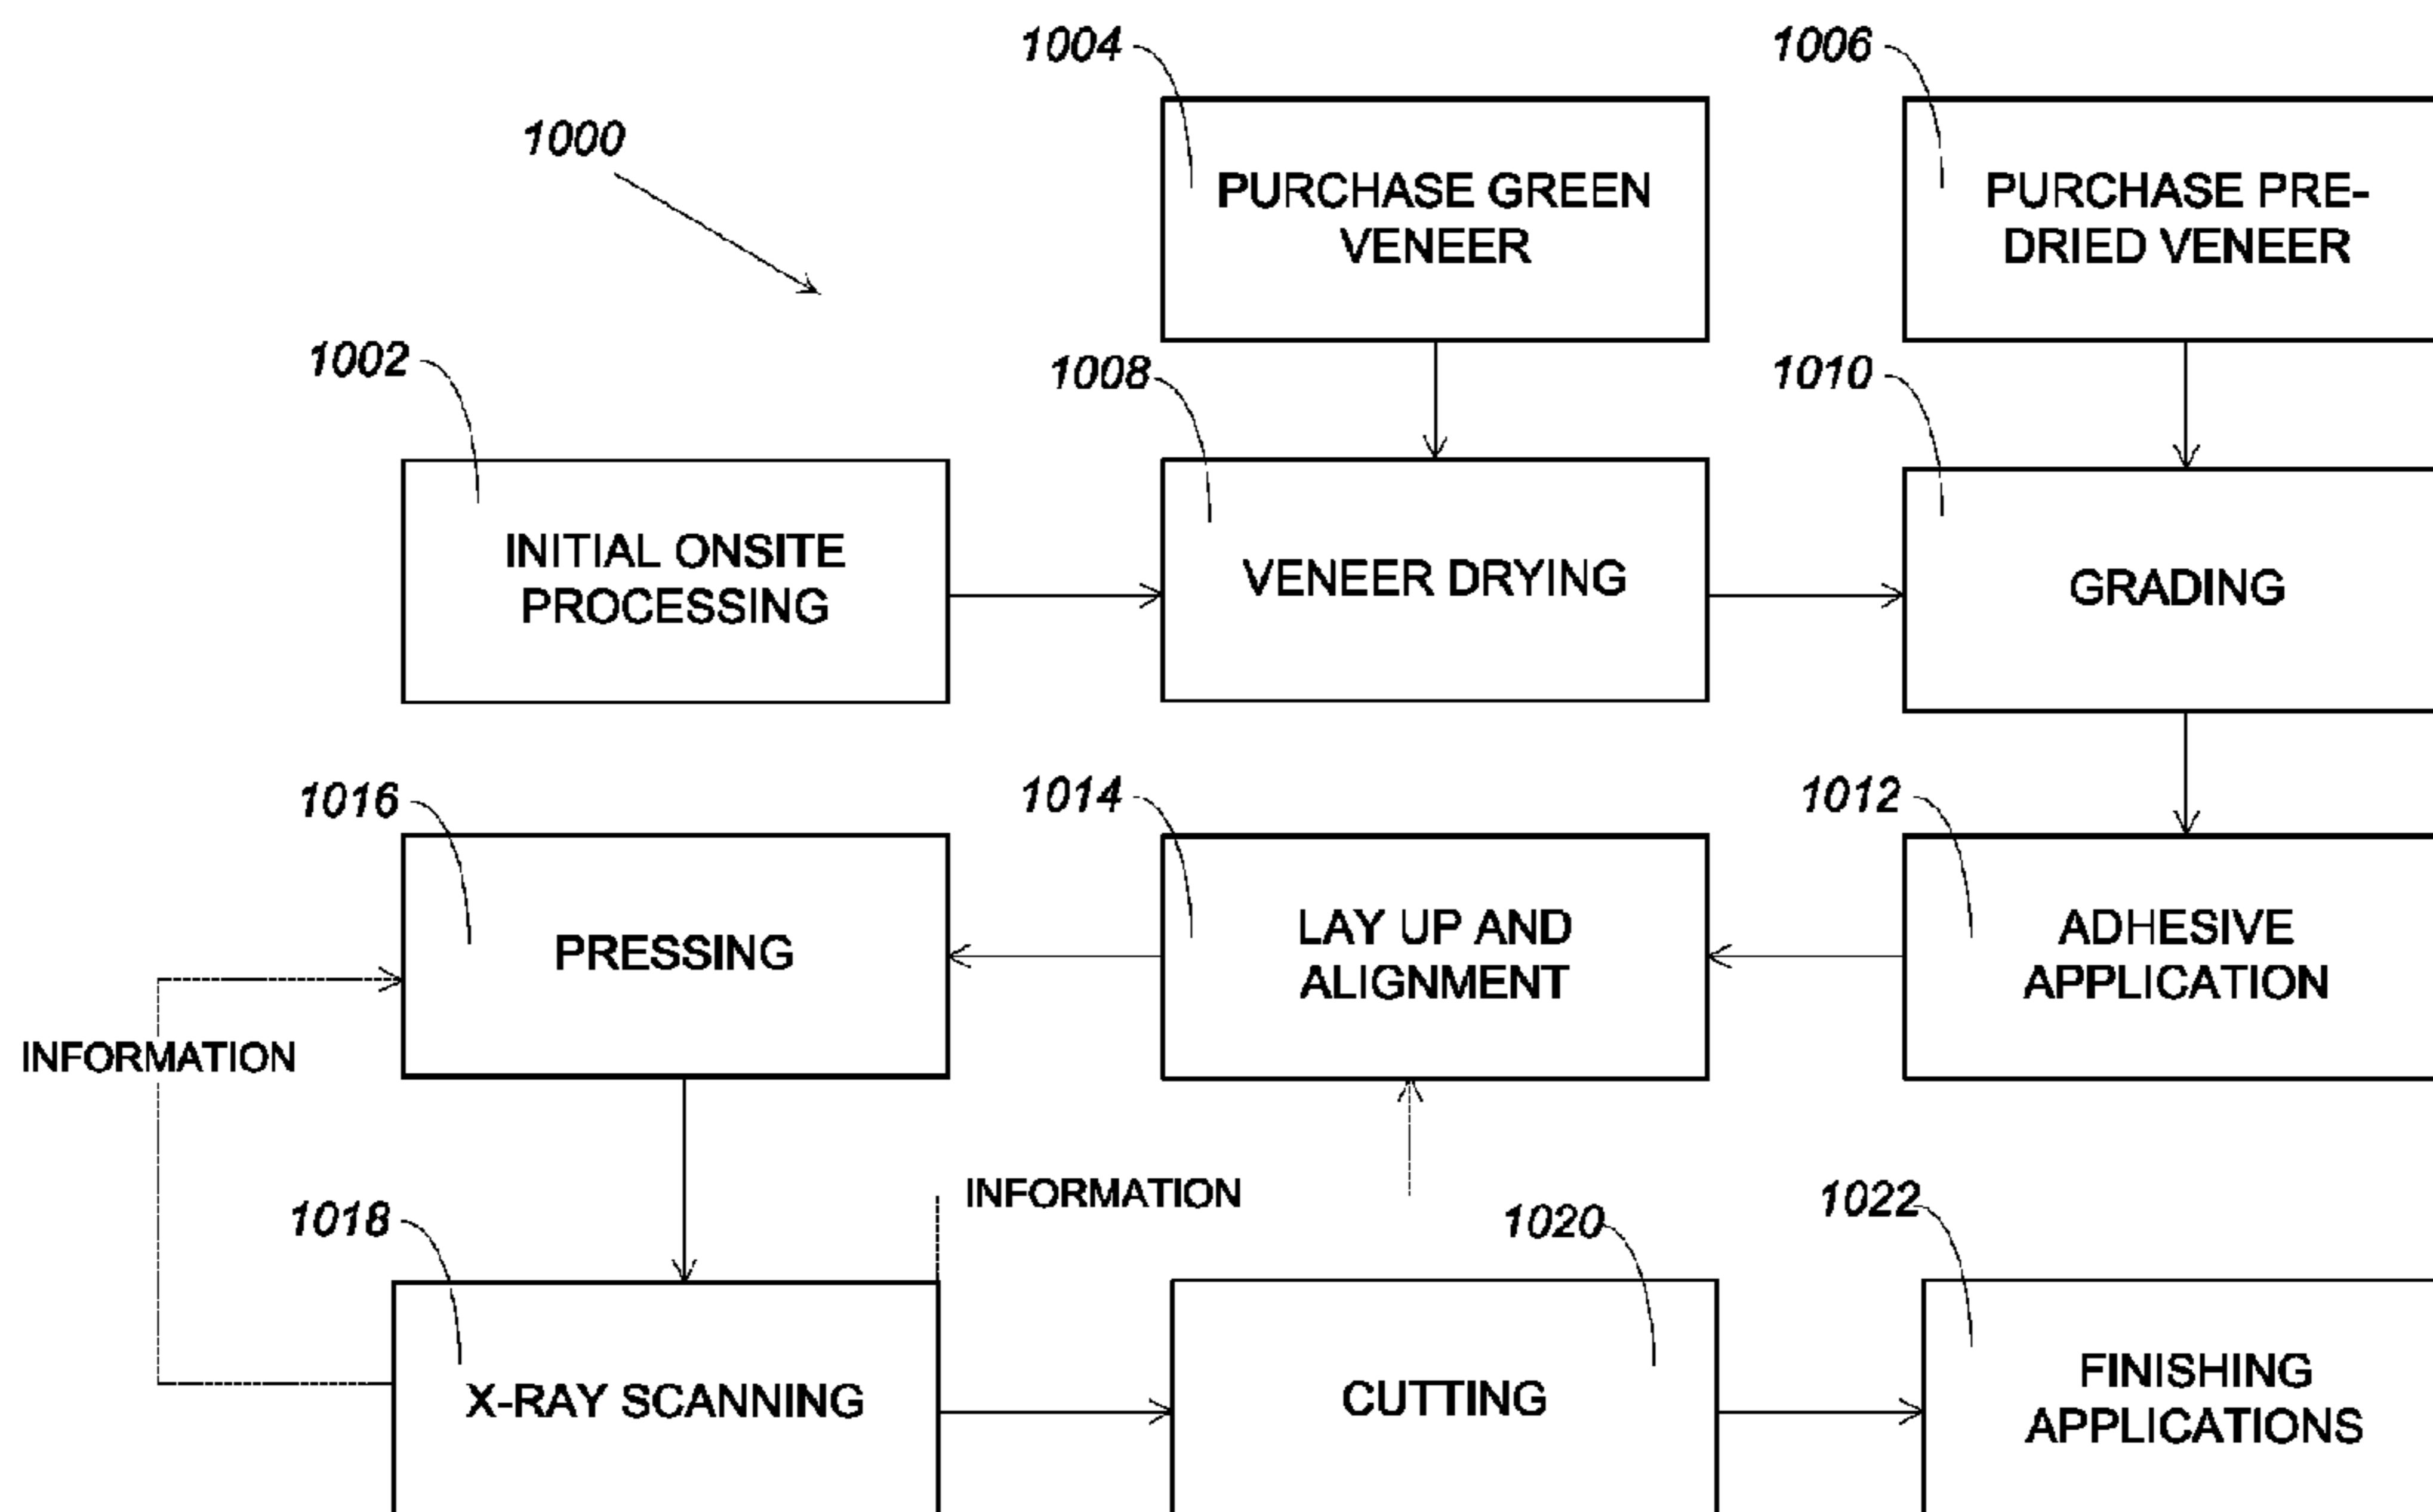 1004
1006
1000
PURCHASE GREEN
VENEER
PURCHASE PRE-
DRIED VENEER
1002
1008
1010
INITIAL ONSITE
PROCESSING
VENEER DRYING
GRADING
1016
1014
1012
PRESSING
LAY UP AND
ALIGNMENT
ADHESIVE
APPLICATION
INFORMATION
INFORMATION
1018
1020
1022
X-RAY SCANNING
CUTTING
FINISHING
APPLICATIONS